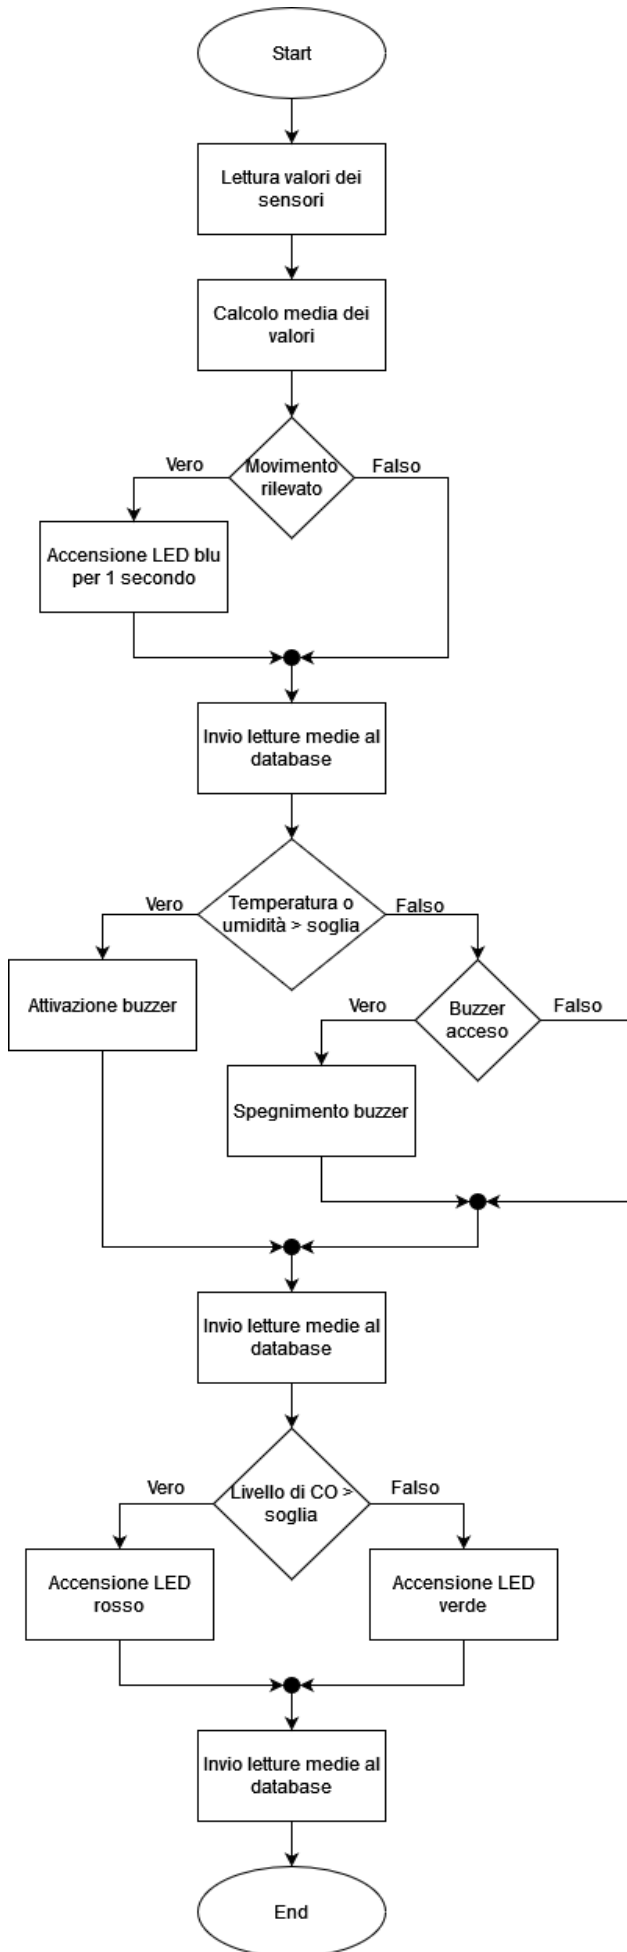 Start
Lettura valori dei
sensori
Calcolo media dei
valori
Vero
Movimento
rilevato
Falso
Accensione LED blu
per 1 secondo
Invio letture medie al
database
Vero
Temperatura o
umidità > soglia
Falso
Attivazione buzzer
Vero
Buzzer
acceso
Falso
Spegnimento buzzer
Invio letture medie al
database
Vero
Livello di CO >
soglia
Falso
Accensione LED
rosso
Accensione LED
verde
Invio letture medie al
database
End